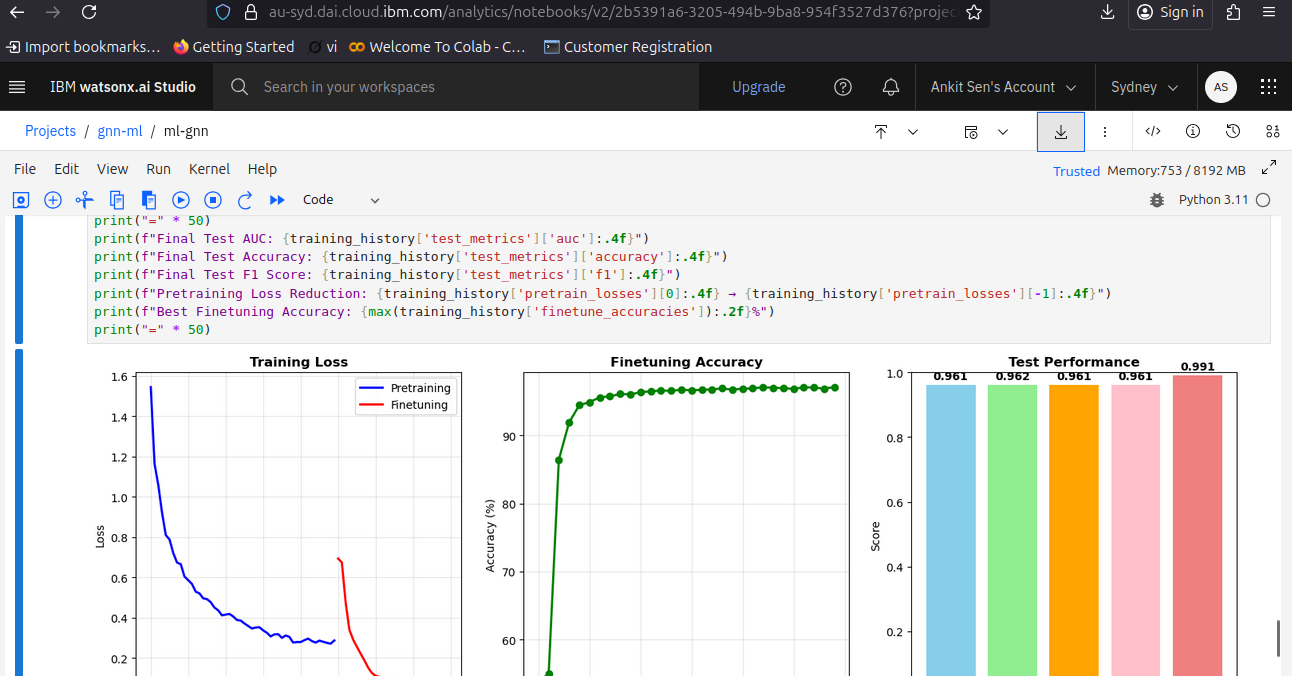 au-syd.dai.cloud.ibm.com/analytics/notebooks/v2/2b5391a6-3205-494b-9ba8-954f3527d376?projec
Sign in
Import bookmarks...
Getting Started
vi
Welcome To Colab - C...
Customer Registration
IBM watsonx.ai Studio
Search in your workspaces
Upgrade
Ankit Sen's Account
Sydney
AS
Projects / gnn-ml / ml-gnn
File Edit View Run Kernel Help
Trusted Memory:753 / 8192 MB
Code
Python 3.11
print("=" * 50)
print(f"Final Test AUC: {training_history['test_metrics']['auc']:.4f}")
print(f"Final Test Accuracy: {training_history['test_metrics']['accuracy']:.4f}")
print(f"Final Test F1 Score: {training_history['test_metrics']['f1']:.4f}")
print(f"Pretraining Loss Reduction: {training_history['pretrain_losses'][0]:.4f} → {training_history['pretrain_losses'][-1]:.4f}")
print(f"Best Finetuning Accuracy: {max(training_history['finetune_accuracies']):.2f}%")
print("=" * 50)
Training Loss
Pretraining
Finetuning
1.6
1.4
1.2
1.0
0.8
0.6
0.4
0.2
Loss
Finetuning Accuracy
90
80
70
60
Accuracy (%)
Test Performance
0.961
0.962
0.961
0.961
0.991
1.0
0.8
0.6
0.4
0.2
Score